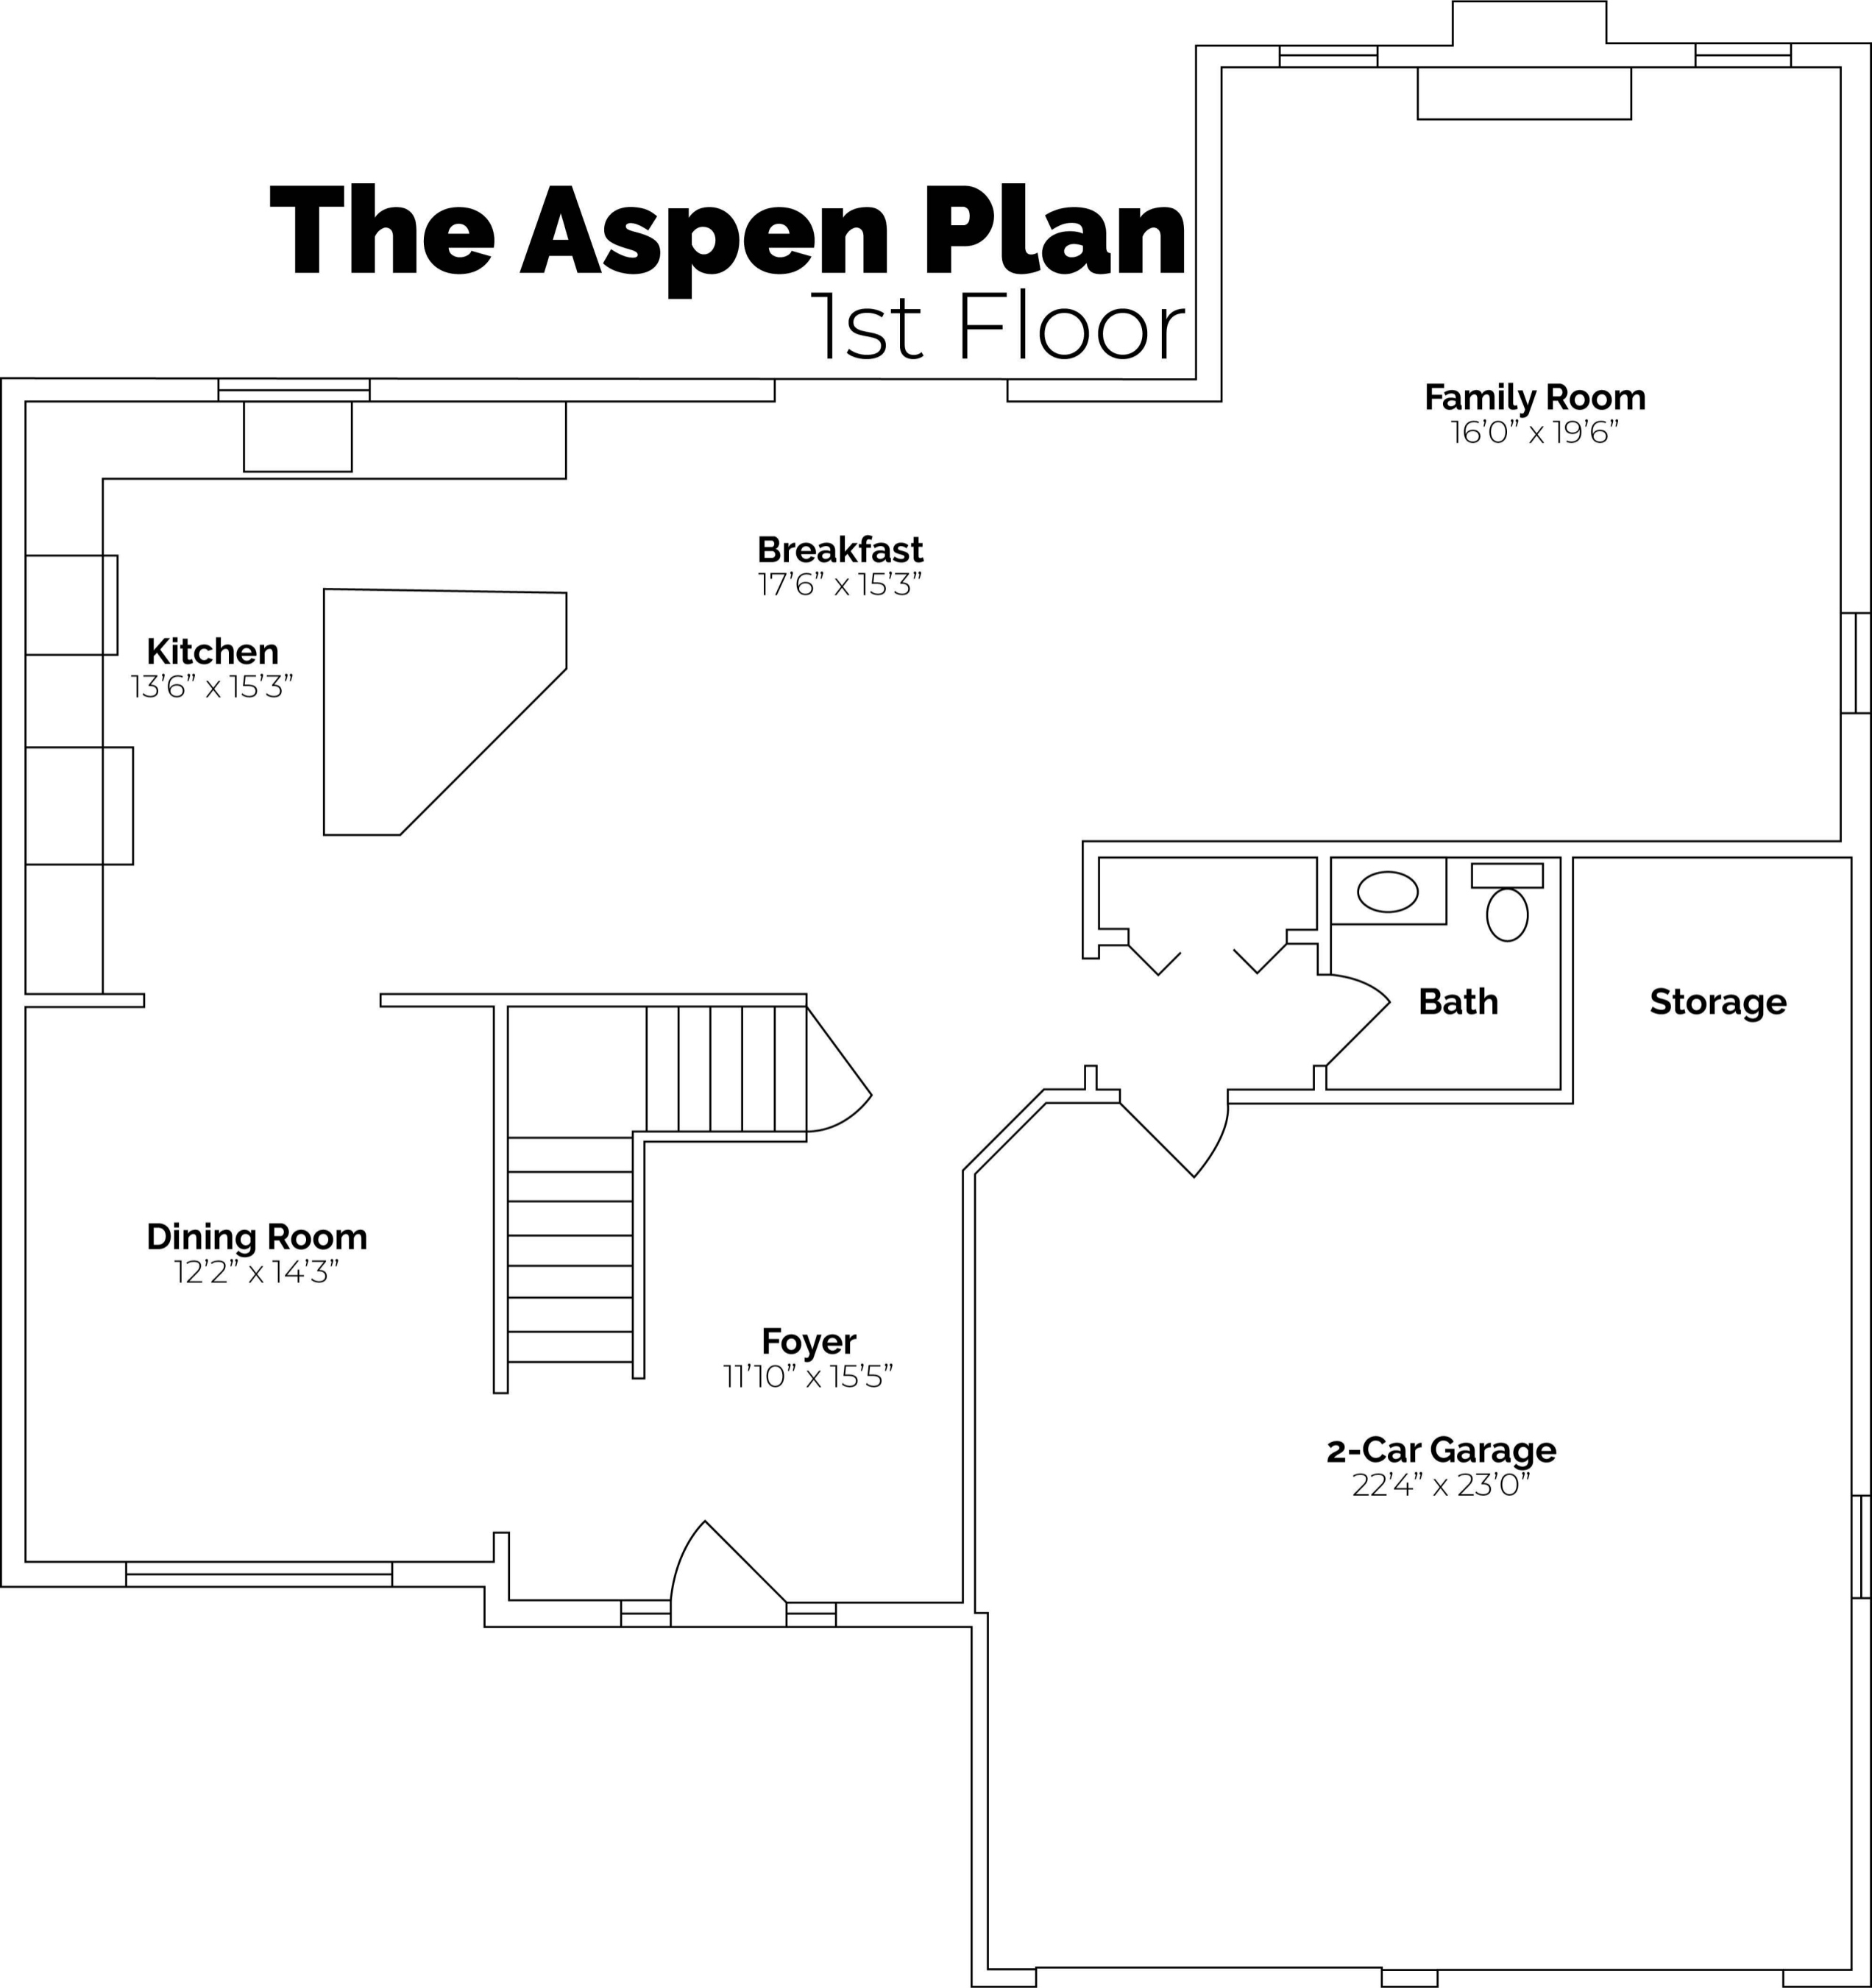 The Aspen Plan
1st Floor
Family Room
16’0” x 19’6”
Breakfast
17’6” x 15’3”
Kitchen
13’6” x 15’3”
Bath
Storage
Dining Room
12’2” x 14’3”
Foyer
11’10” x 15’5”
2-Car Garage
22’4” x 23’0”